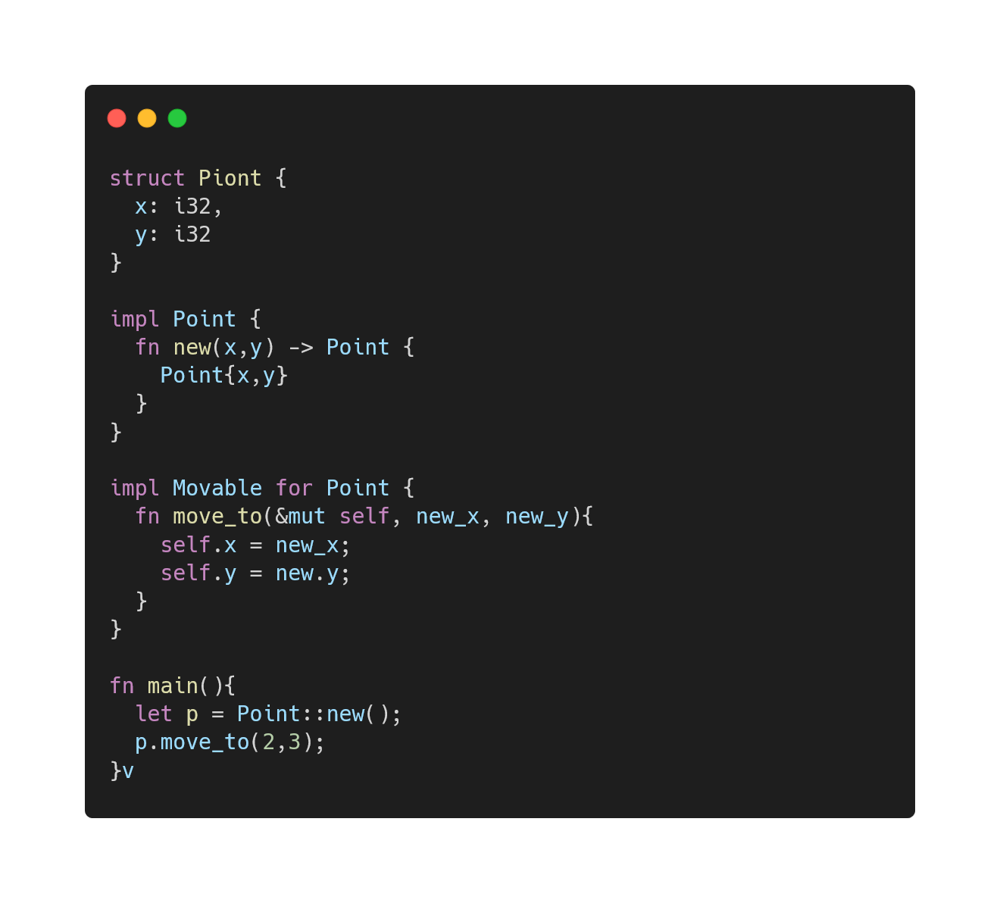 struct Piont {
  x: i32,
  y: i32
}

impl Point {
  fn new(x,y) -> Point {
    Point{x,y}
  }
}

impl Movable for Point {
  fn move_to(&mut self, new_x, new_y){
    self.x = new_x;
    self.y = new.y;
  }
}

fn main(){
  let p = Point::new();
  p.move_to(2,3);
}v